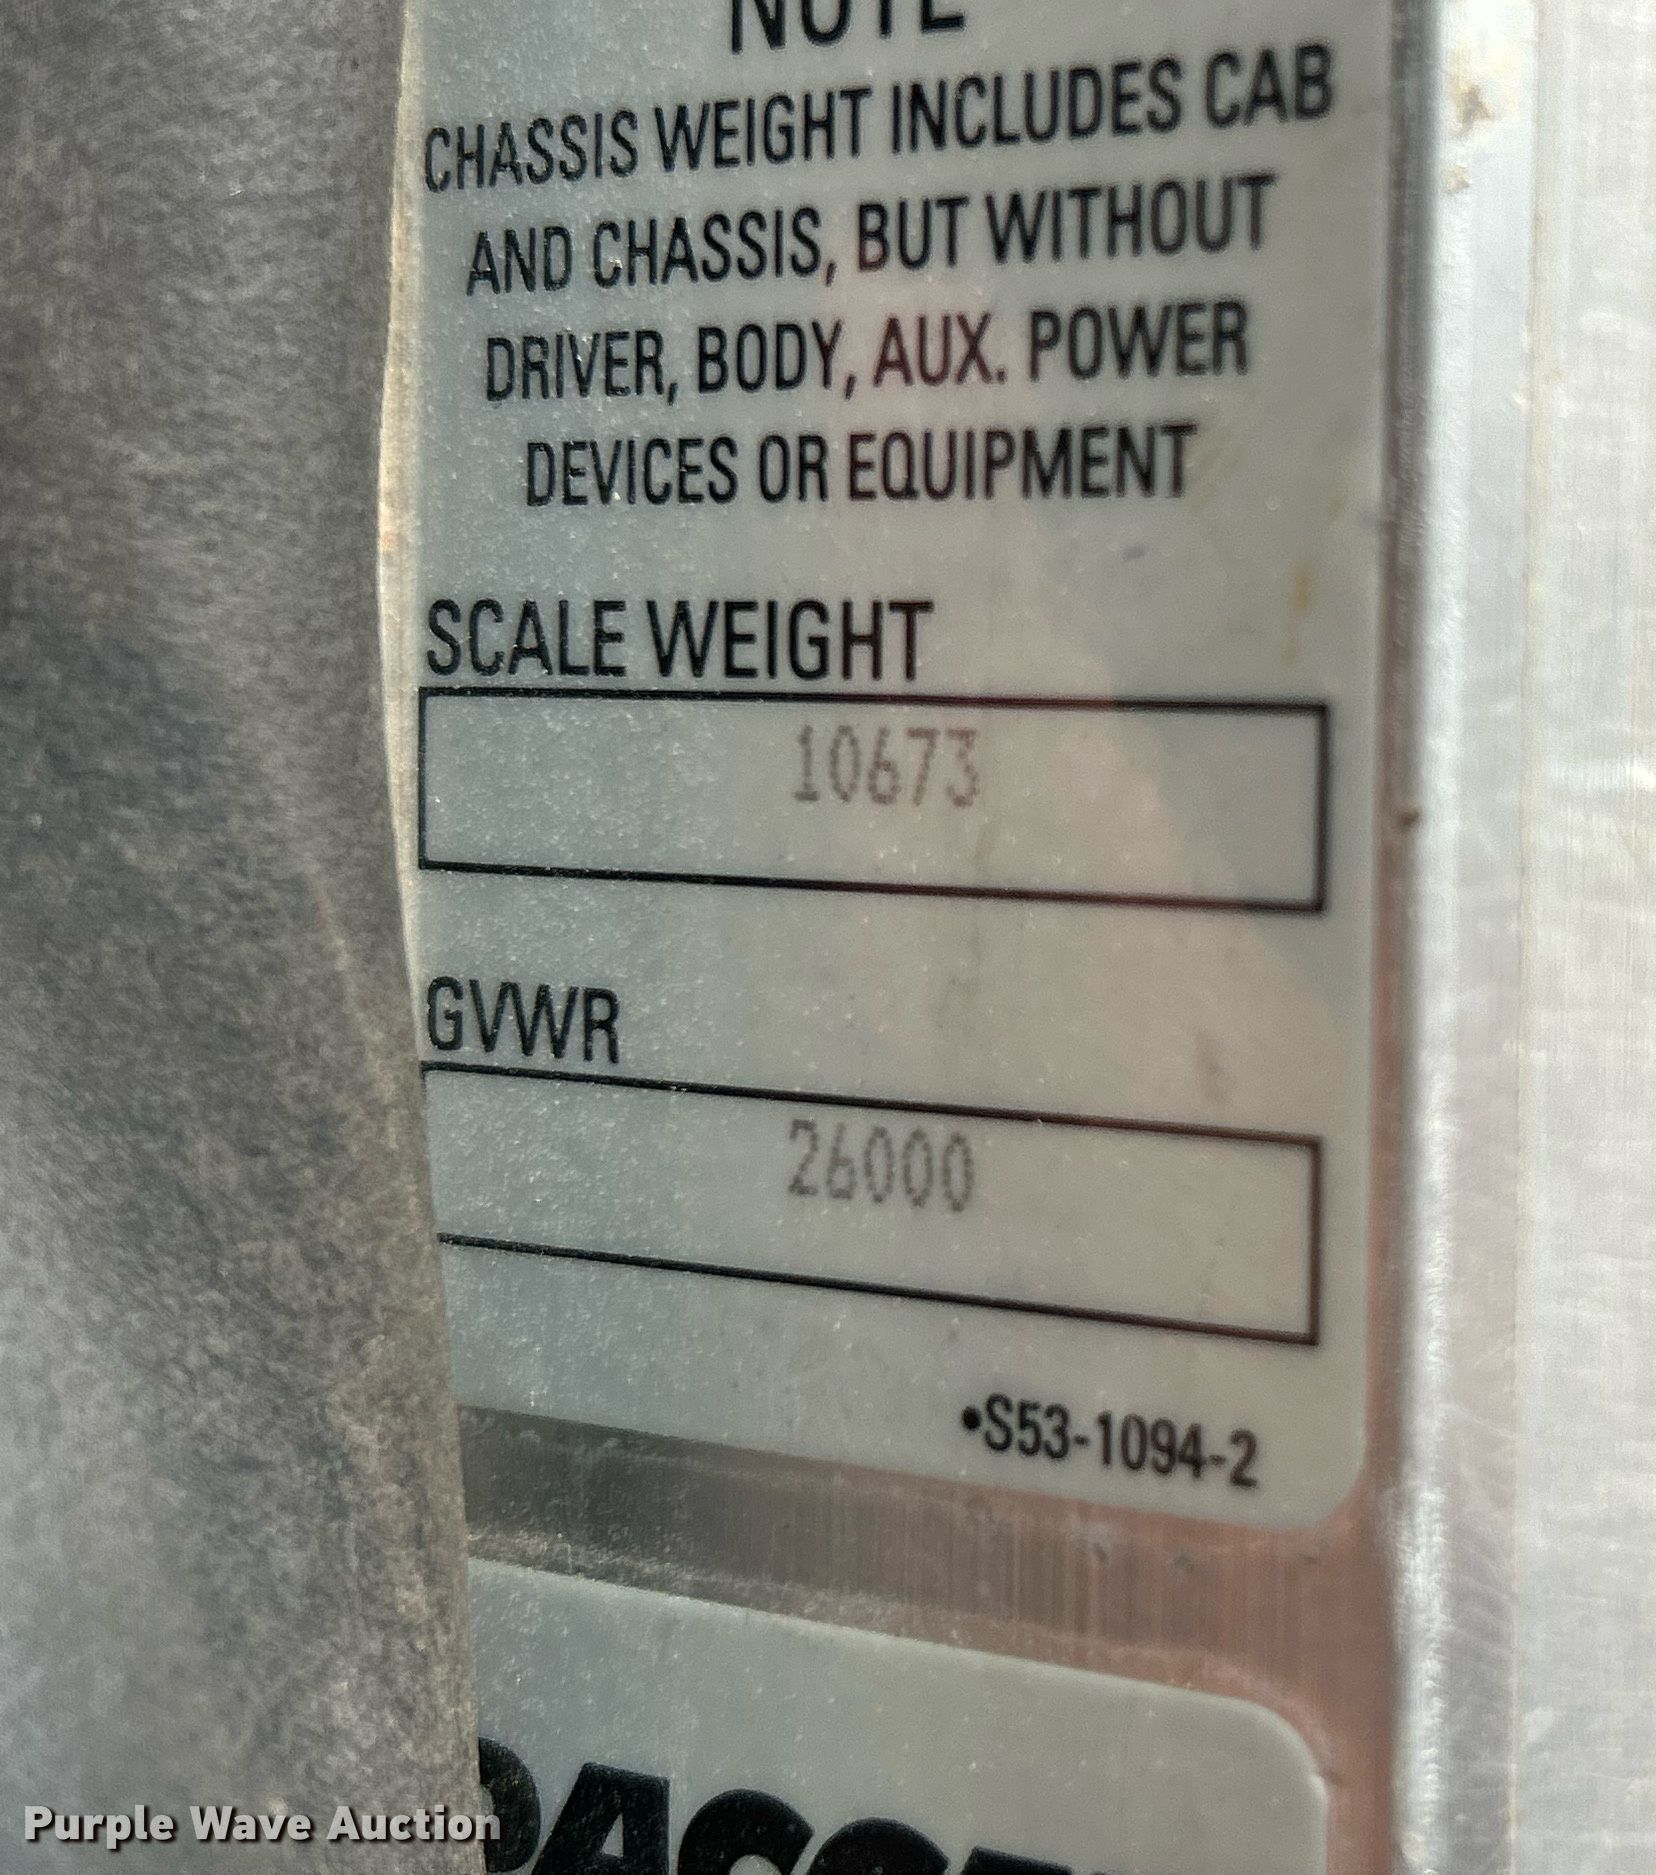 NOTE
CHASSIS WEIGHT INCLUDES CAB
AND CHASSIS, BUT WITHOUT
DRIVER, BODY, AUX. POWER
DEVICES OR EQUIPMENT
SCALE WEIGHT
10673
GVWR
26000
•S53-1094-2
Purple Wave Auction